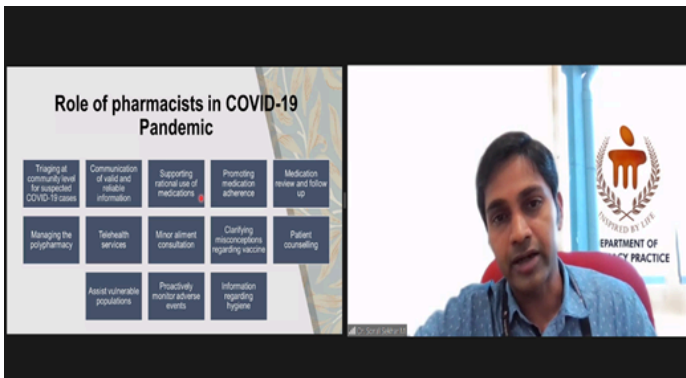 Role of pharmacists in COVID-19
Pandemic
Triaging at
community level
for suspected
COVID-19 cases
Communication
of valid and
reliable
information
Supporting
rational use of
medications
Promoting
medication
adherence
Medication
review and follow
up
Managing the
polypharmacy
Telehealth
services
Minor ailment
consultation
Clarifying
misconceptions
regarding vaccine
Patient
counselling
Assist vulnerable
populations
Proactively
monitor adverse
events
Information
regarding
hygiene
INSPIRED BY LIFE
EPARTMENT OF
ACY PRACTICE
Dr.